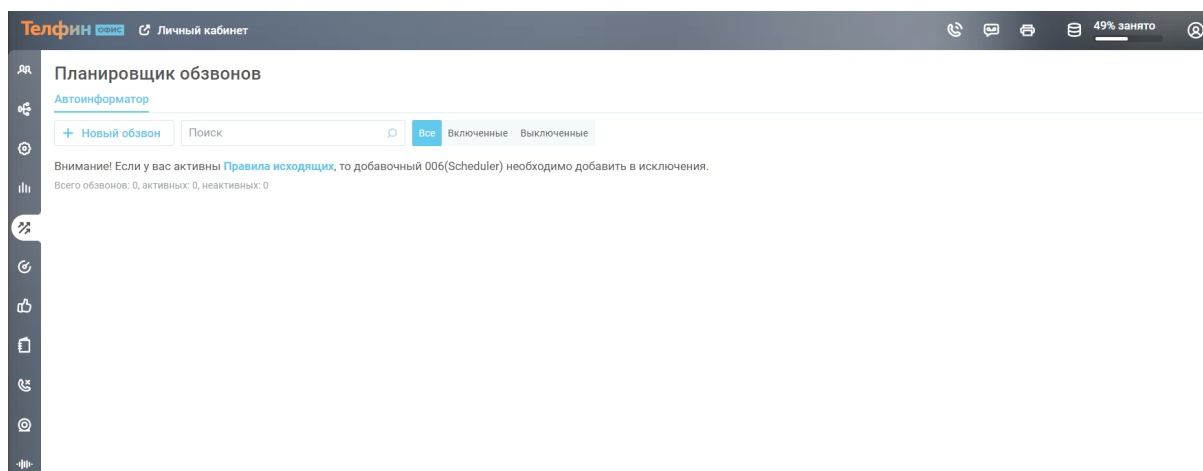 Телфин ОФИС Личный кабинет 49% занято
Планировщик обзвонов
Автоинформатор
+ Новый обзвон Поиск Все Включенные Выключенные
Внимание! Если у вас активны Правила исходящих, то добавочный 006(Scheduler) необходимо добавить в исключения.
Всего обзвонов: 0, активных: 0, неактивных: 0